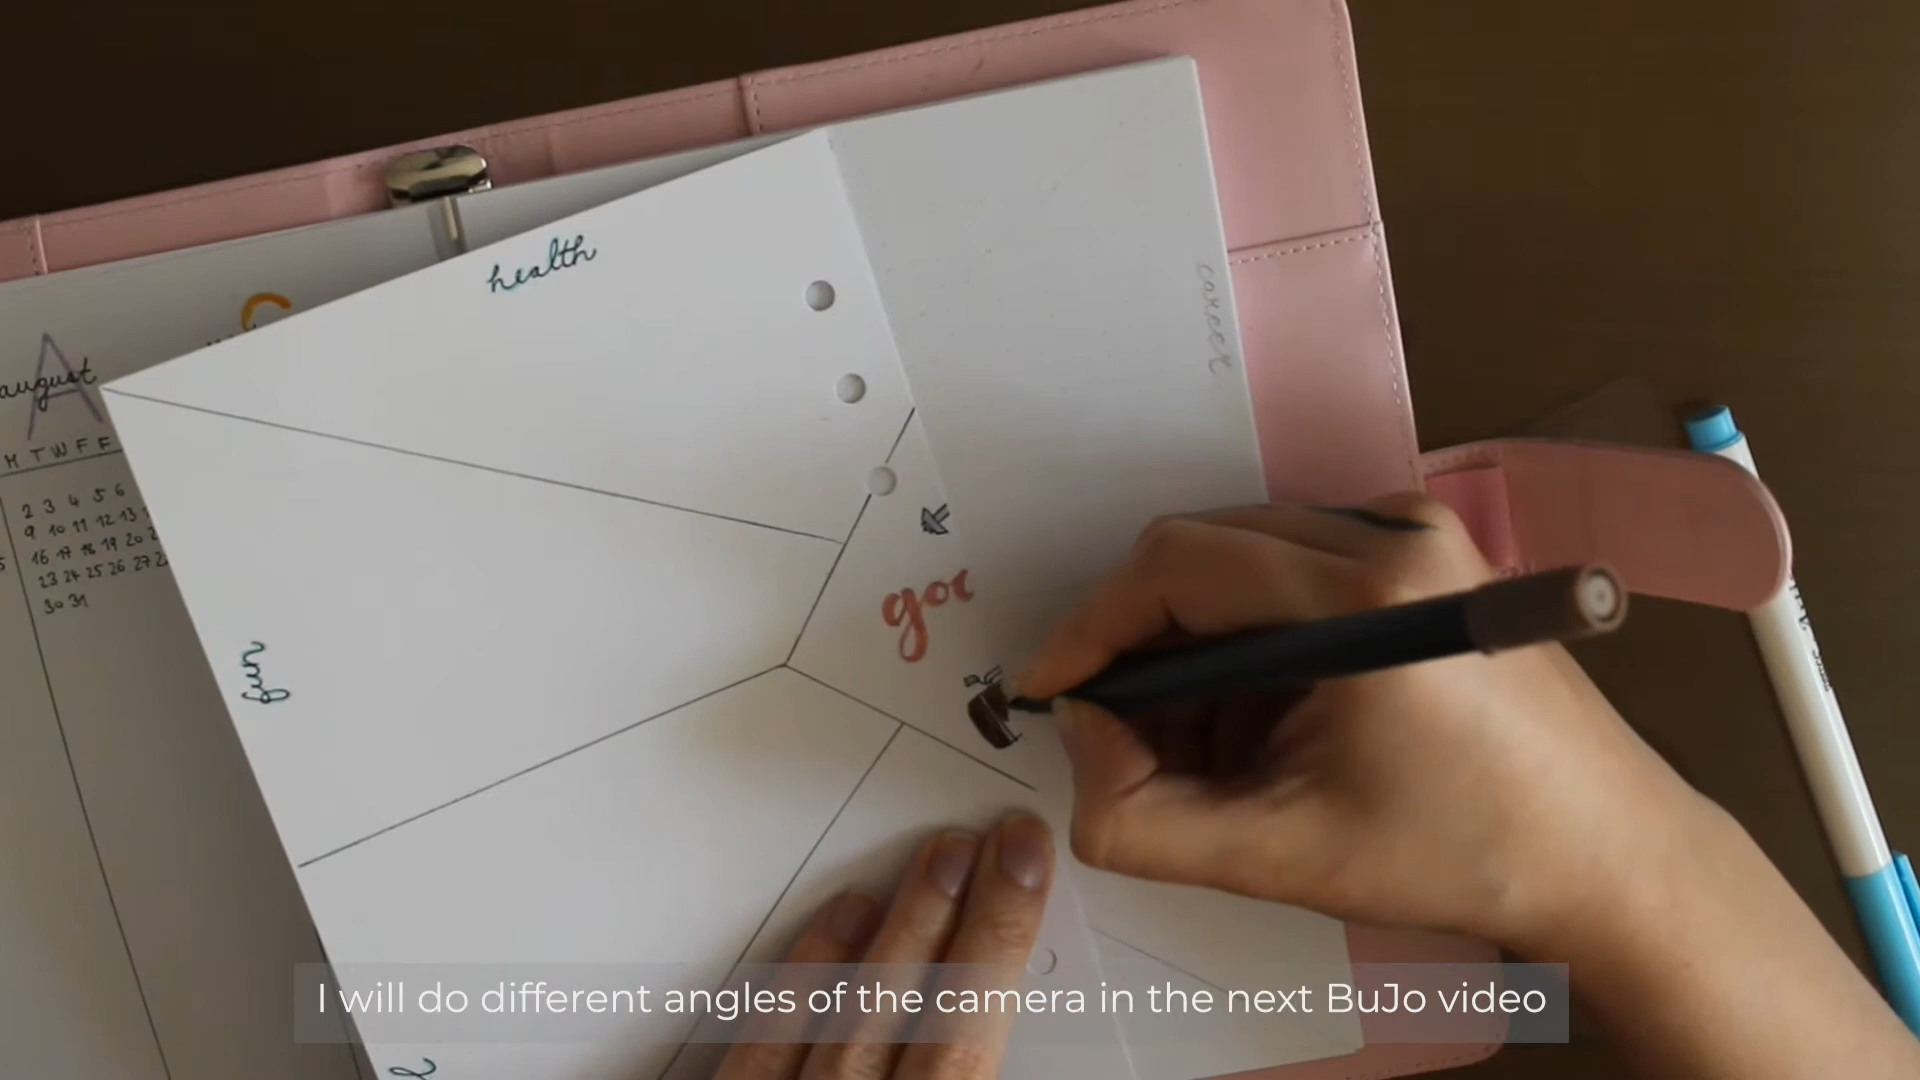 health
career
august
M T W F F
2 3 4 5 6
9 10 11 12 13
16 17 18 19 20
23 24 25 26 27
30 31
gor
fun
I will do different angles of the camera in the next BuJo video